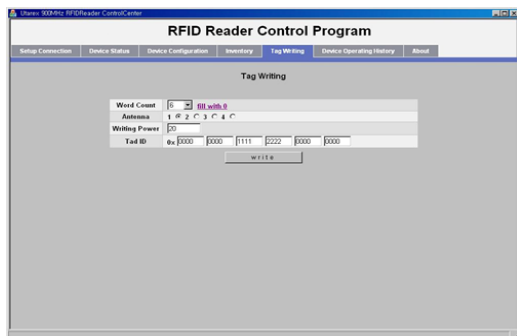 Utarex 900MHz RFIDReader ControlCenter
RFID Reader Control Program
Setup Connection Device Status Device Configuration Inventory Tag Writing Device Operating History About
Tag Writing
Word Count 6 fill with 0
Antenna 1 2 3 4
Writing Power 20
Tad ID 0x 0000 0000 1111 2222 0000 0000
write